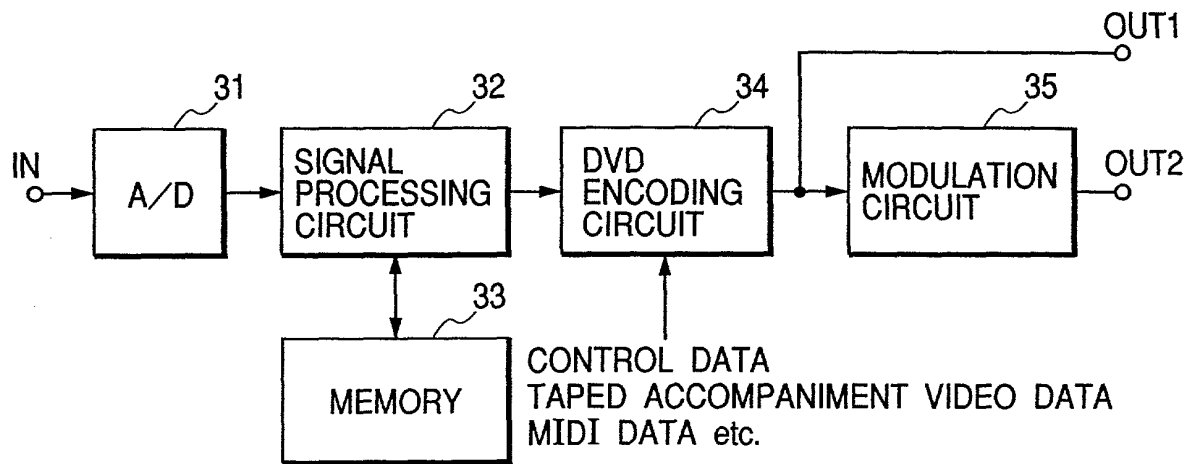 OUT1
31
32
34
35
IN
A/D
SIGNAL
PROCESSING
CIRCUIT
DVD
ENCODING
CIRCUIT
MODULATION
CIRCUIT
OUT2
33
MEMORY
CONTROL DATA,
TAPED ACCOMPANIMENT VIDEO DATA,
MIDI DATA etc.